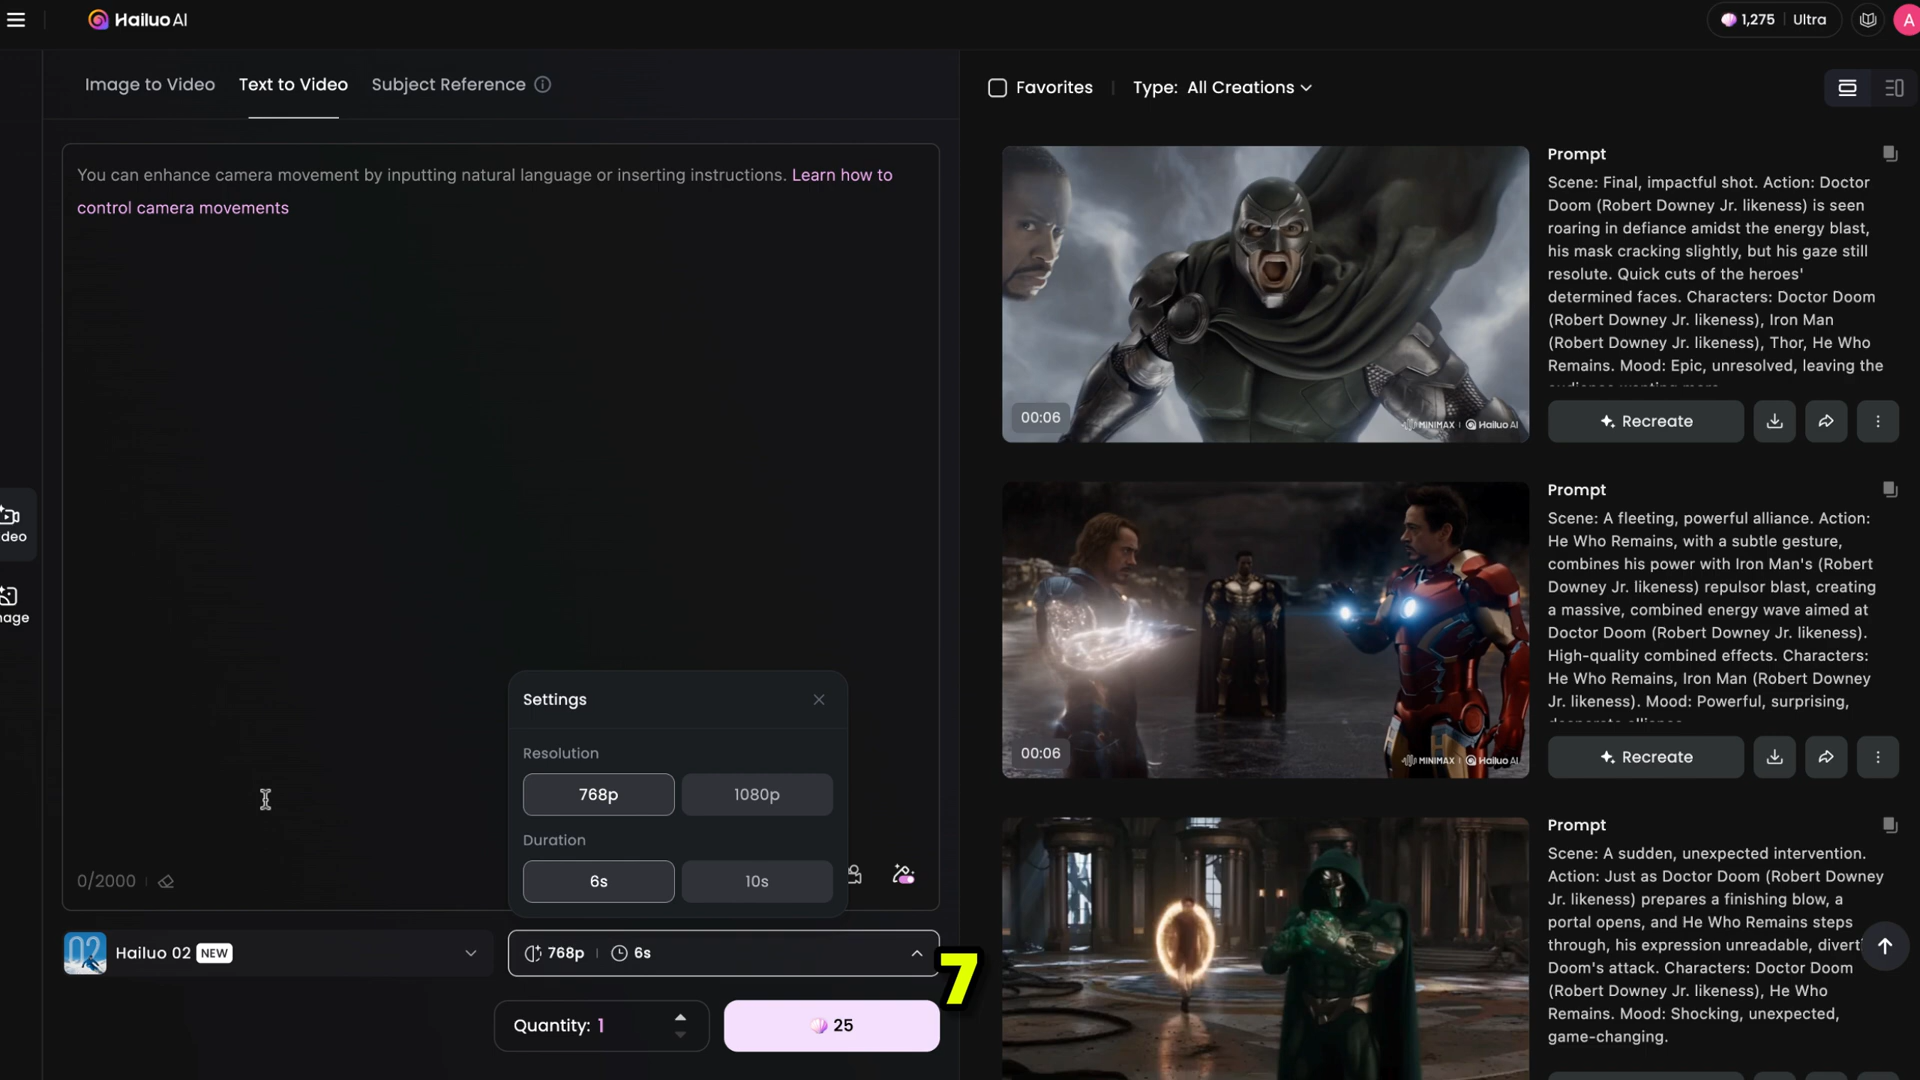 Hailuo AI
1,275
Ultra
A
Image to Video
Text to Video
Subject Reference
Favorites
Type: All Creations
You can enhance camera movement by inputting natural language or inserting instructions. Learn how to
control camera movements
Prompt
Scene: Final, impactful shot. Action: Doctor
Doom (Robert Downey Jr. likeness) is seen
roaring in defiance amidst the energy blast,
his mask cracking slightly, but his gaze still
resolute. Quick cuts of the heroes'
determined faces. Characters: Doctor Doom
(Robert Downey Jr. likeness), Iron Man
(Robert Downey Jr. likeness), Thor, He Who
Remains. Mood: Epic, unresolved, leaving the
00:06
MINIMAX | Hailuo AI
Recreate
Prompt
Scene: A fleeting, powerful alliance. Action:
He Who Remains, with a subtle gesture,
combines his power with Iron Man's (Robert
Downey Jr. likeness) repulsor blast, creating
a massive, combined energy wave aimed at
Doctor Doom (Robert Downey Jr. likeness).
High-quality combined effects. Characters:
He Who Remains, Iron Man (Robert Downey
Jr. likeness). Mood: Powerful, surprising,
00:06
MINIMAX | Hailuo AI
Recreate
Prompt
Scene: A sudden, unexpected intervention.
Action: Just as Doctor Doom (Robert Downey
Jr. likeness) prepares a finishing blow, a
portal opens, and He Who Remains steps
through, his expression unreadable, divert
Doom's attack. Characters: Doctor Doom
(Robert Downey Jr. likeness), He Who
Remains. Mood: Shocking, unexpected,
game-changing.
deo
nage
Settings
Resolution
768p
1080p
Duration
6s
10s
0/2000
02
Hailuo 02 NEW
768p
6s
7
Quantity: 1
25